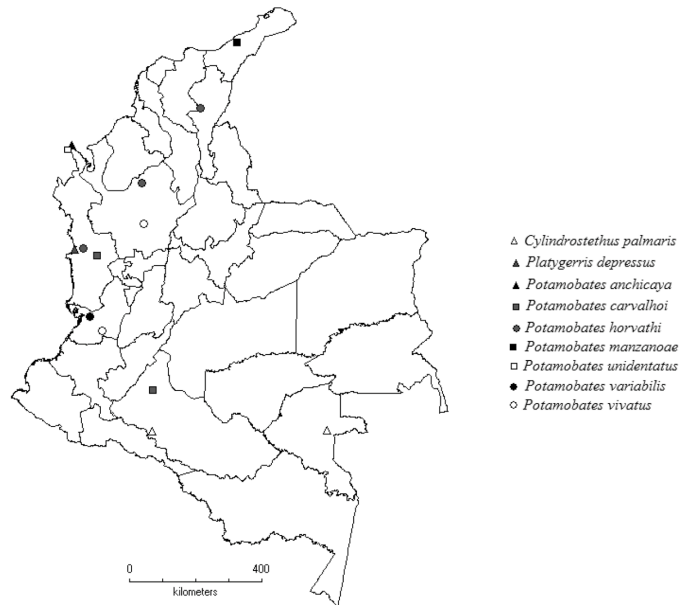 Cylindrostethus palmaris
Platygerris depressus
Potamobates anchicaya
Potamobates carvalhoi
Potamobates horvathi
Potamobates manzanoae
Potamobates unidentatus
Potamobates variabilis
Potamobates vivatus
0 400
kilometers